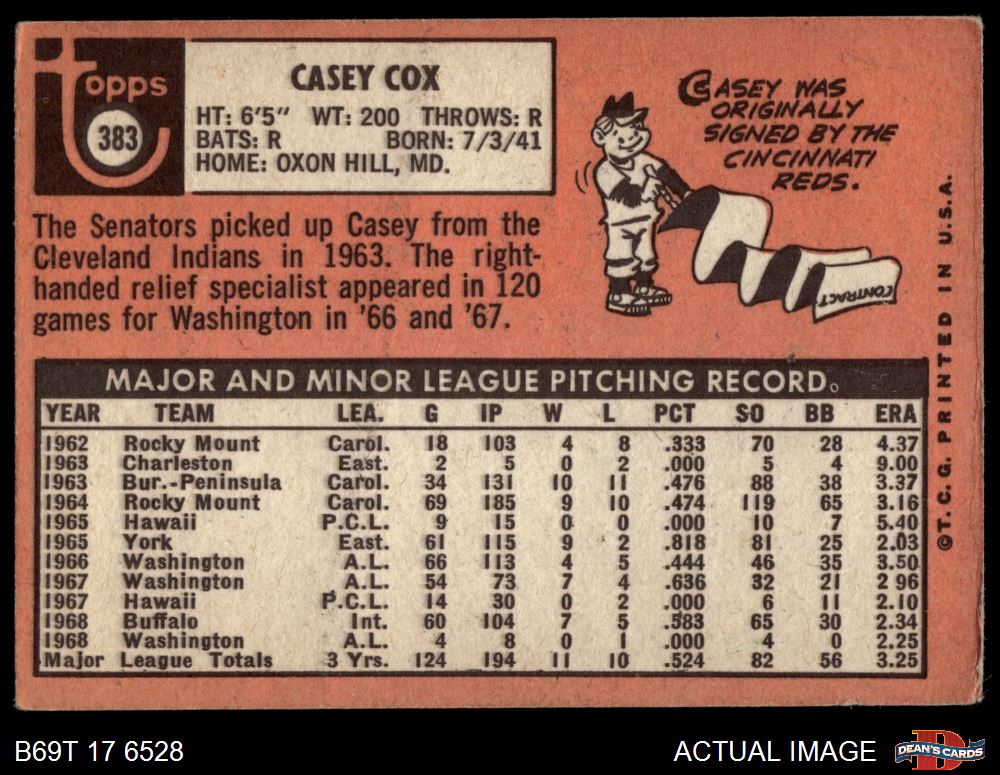 Topps
383
CASEY COX
HT: 6'5" WT: 200 THROWS: R
BATS: R BORN: 7/3/41
HOME: OXON HILL, MD.
The Senators picked up Casey from the
Cleveland Indians in 1963. The right-
handed relief specialist appeared in 120
games for Washington in '66 and '67.
CASEY WAS
ORIGINALLY
SIGNED BY THE
CINCINNATI
REDS.
CONTRACT
MAJOR AND MINOR LEAGUE PITCHING RECORD
YEAR TEAM LEA. G IP W L PCT SO BB ERA
1962 Rocky Mount Carol. 18 103 4 8 .333 70 28 4.37
1963 Charleston East. 2 5 0 2 .000 5 4 9.00
1963 Bur.-Peninsula Carol. 34 131 10 11 .476 88 38 3.37
1964 Rocky Mount Carol. 69 185 9 10 .474 119 65 3.16
1965 Hawaii P.C.L. 9 15 0 0 .000 10 7 5.40
1965 York East. 61 115 9 2 .818 81 25 2.03
1966 Washington A.L. 66 113 4 5 .444 46 35 3.50
1967 Washington A.L. 54 73 7 4 .636 32 21 2 96
1967 Hawaii P.C.L. 14 30 0 2 .000 6 11 2.10
1968 Buffalo Int. 60 104 7 5 .583 65 30 2.34
1968 Washington A.L. 4 8 0 1 .000 4 0 2.25
Major League Totals 3 Yrs. 124 194 11 10 .524 82 56 3.25
©T.C.G. PRINTED IN U.S.A.
B69T 17 6528
ACTUAL IMAGE
DEAN'S CARDS